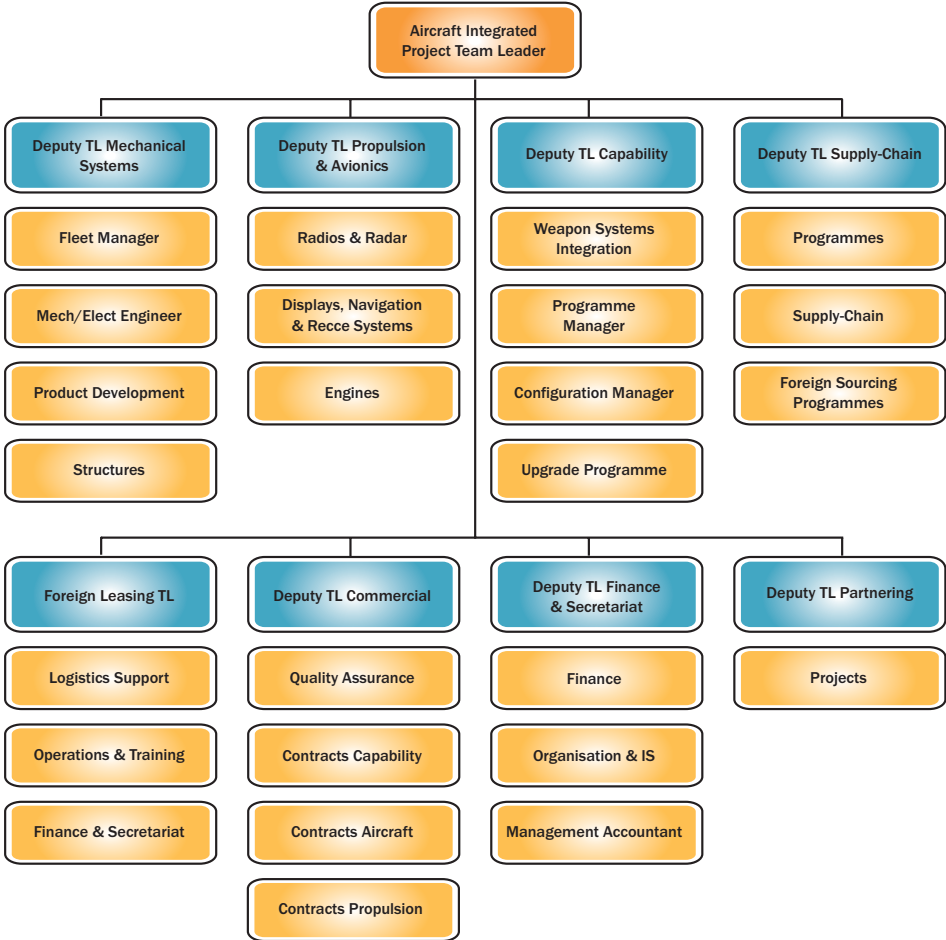 Aircraft Integrated
Project Team Leader
Deputy TL Mechanical
Systems
Fleet Manager
Mech/Elect Engineer
Product Development
Structures
Deputy TL Propulsion
& Avionics
Radios & Radar
Displays, Navigation
& Recce Systems
Engines
Deputy TL Capability
Weapon Systems
Integration
Programme
Manager
Configuration Manager
Upgrade Programme
Deputy TL Supply-Chain
Programmes
Supply-Chain
Foreign Sourcing
Programmes
Foreign Leasing TL
Logistics Support
Operations & Training
Finance & Secretariat
Deputy TL Commercial
Quality Assurance
Contracts Capability
Contracts Aircraft
Contracts Propulsion
Deputy TL Finance
& Secretariat
Finance
Organisation & IS
Management Accountant
Deputy TL Partnering
Projects